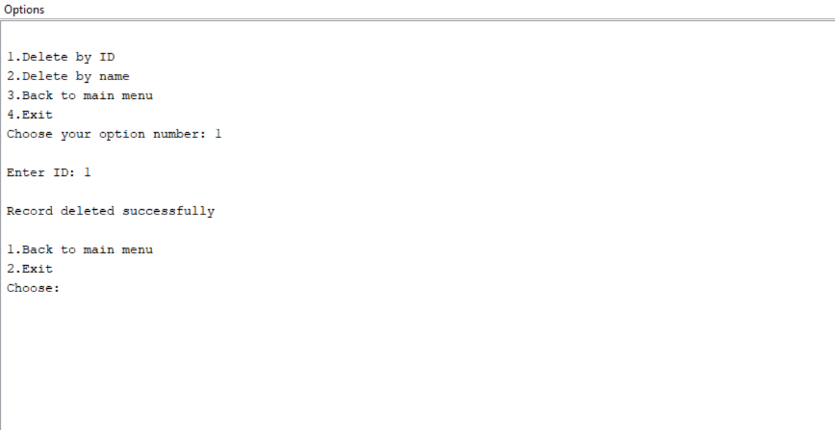 Options
1.Delete by ID
2.Delete by name
3.Back to main menu
4.Exit
Choose your option number: 1
Enter ID: 1
Record deleted successfully
1.Back to main menu
2.Exit
Choose: